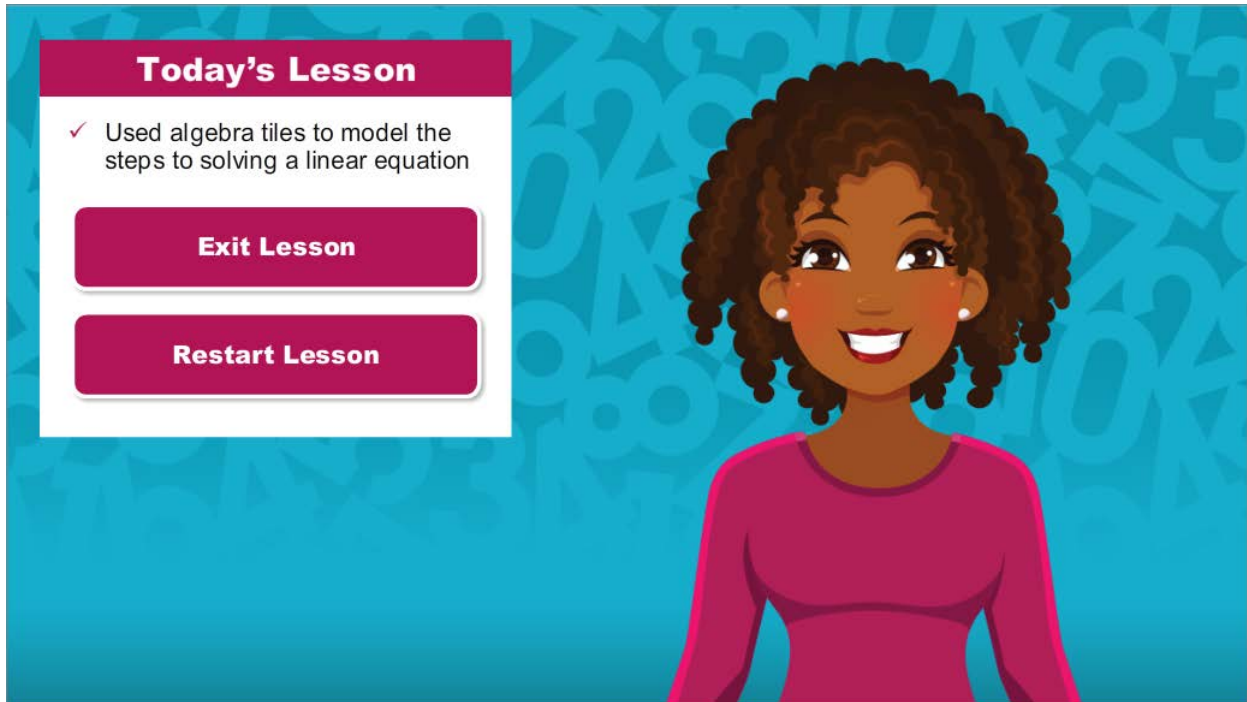 Today's Lesson
✓ Used algebra tiles to model the
steps to solving a linear equation
Exit Lesson
Restart Lesson